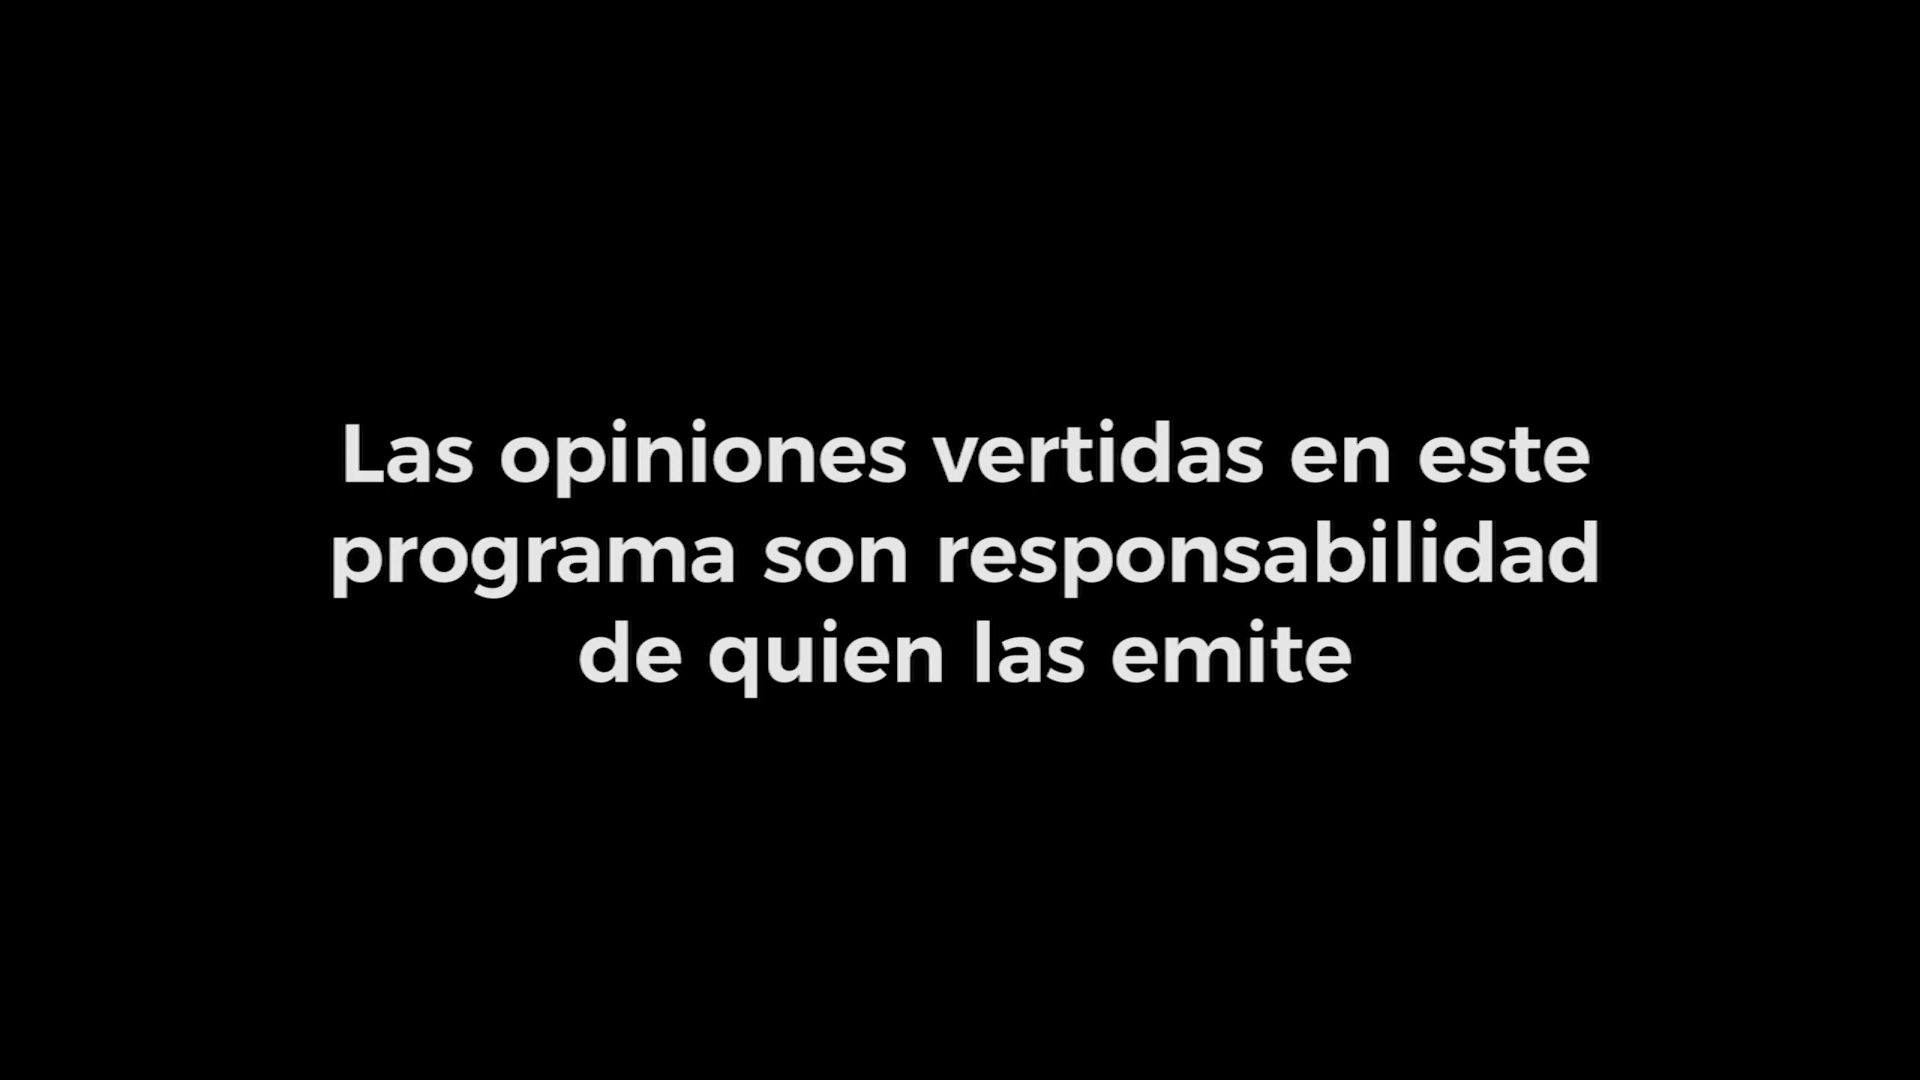 Las opiniones vertidas en este
programa son responsabilidad
de quien las emite